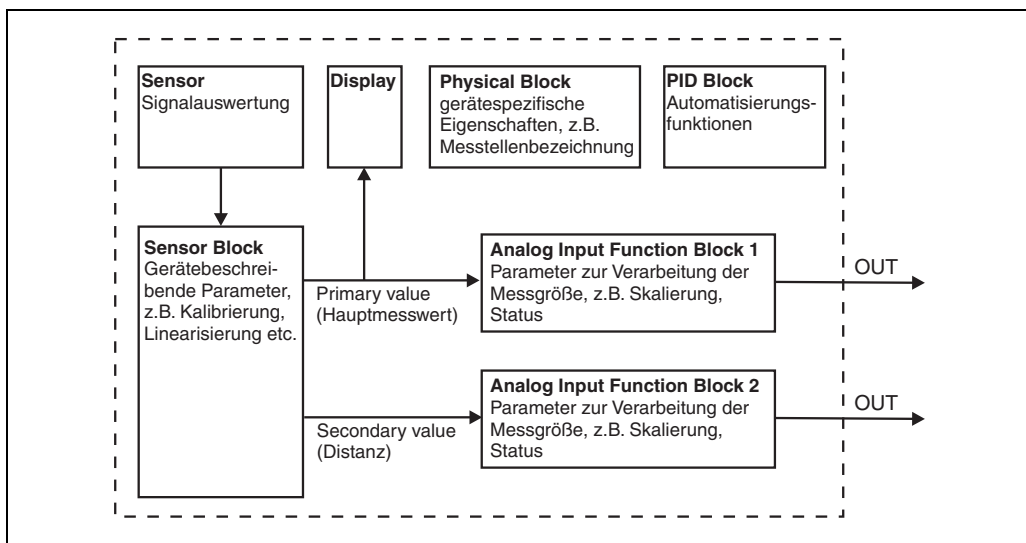 Sensor
Signalauswertung
Display
Physical Block
gerätespezifische
Eigenschaften, z.B.
Messtellenbezeichnung
PID Block
Automatisierungs-
funktionen
Sensor Block
Gerätebeschrei-
bende Parameter,
z.B. Kalibrierung,
Linearisierung etc.
Primary value
(Hauptmesswert)
Analog Input Function Block 1
Parameter zur Verarbeitung der
Messgröße, z.B. Skalierung,
Status
OUT
Secondary value
(Distanz)
Analog Input Function Block 2
Parameter zur Verarbeitung der
Messgröße, z.B. Skalierung,
Status
OUT